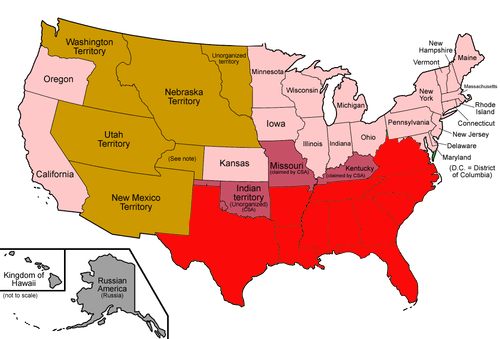 Washington
Territory
Unorganized
territory
New
Hampshire
Vermont
Maine
Massachusetts
Oregon
Nebraska
Territory
Minnesota
Wisconsin
Michigan
New
York
Rhode
Island
Connecticut
Iowa
Pennsylvania
New Jersey
Utah
Territory
Illinois
Indiana
Ohio
Delaware
Maryland
(D.C. = District
of Columbia)
(See note)
Kansas
Missouri
(claimed by CSA)
Kentucky
(claimed by CSA)
California
New Mexico
Territory
Indian
territory
(Unorganized)
(CSA)
Kingdom of
Hawaii
(not to scale)
Russian
America
(Russia)